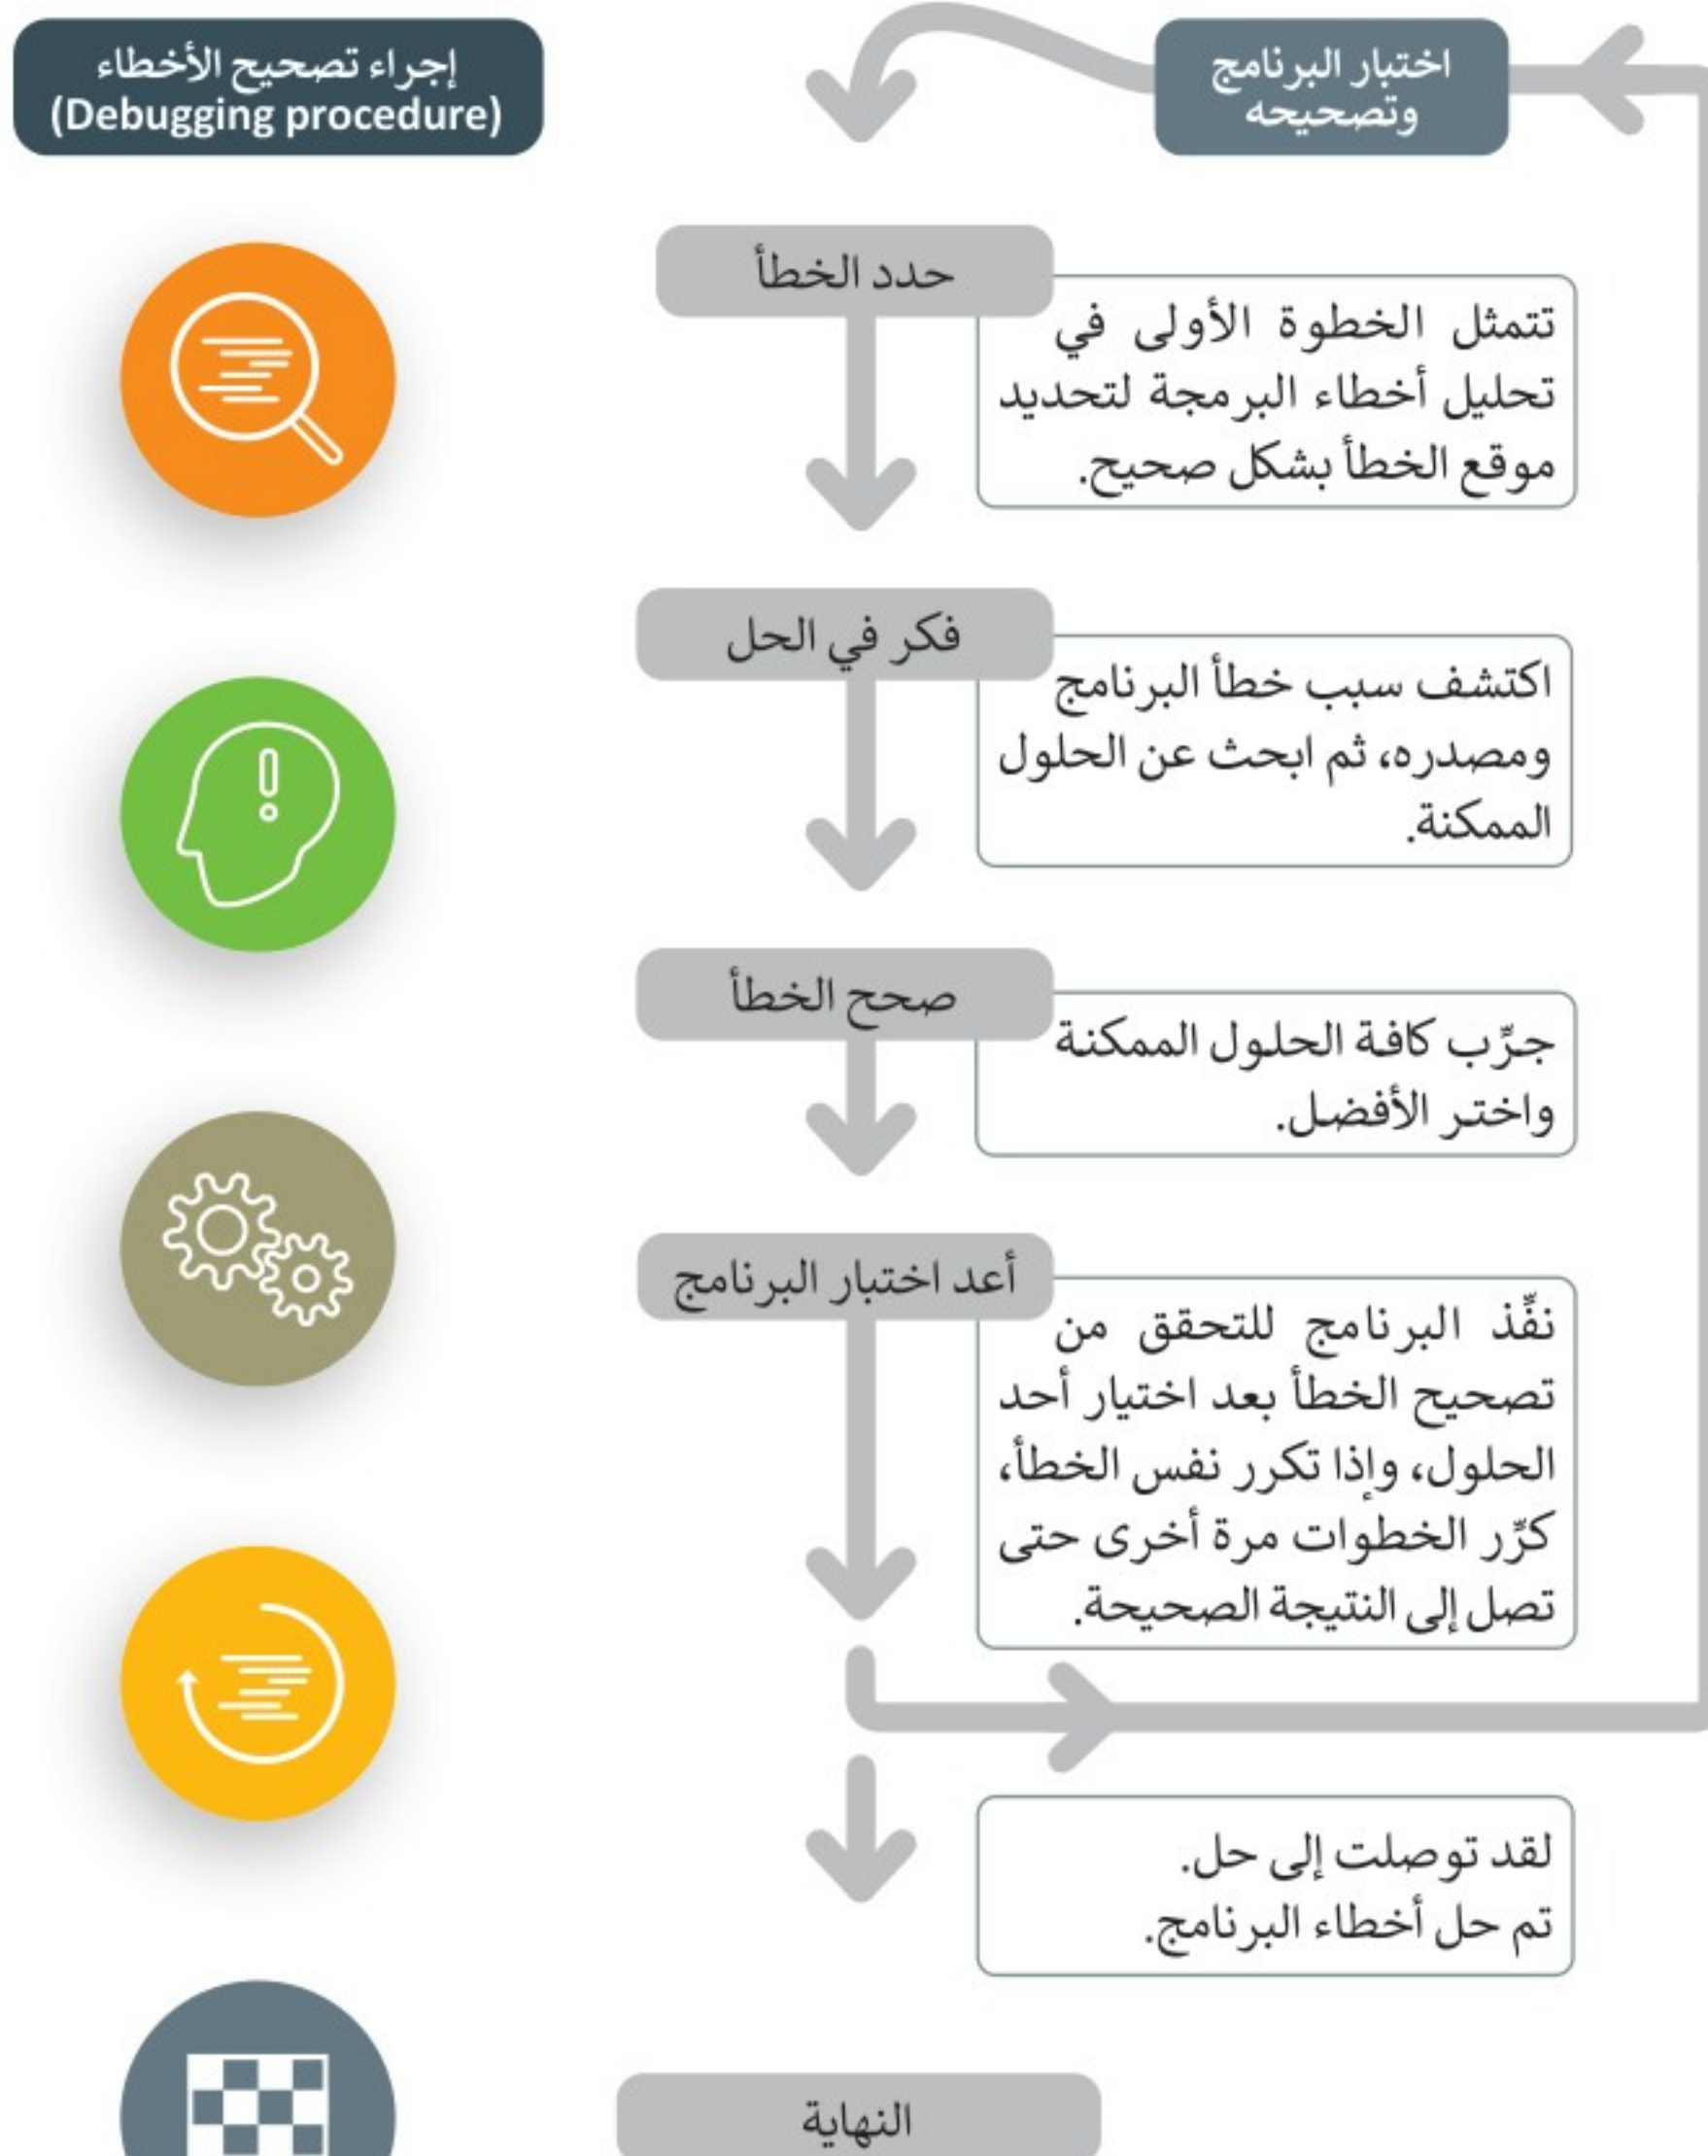 اختبار البرنامج
وتصحيحه
إجراء تصحيح الأخطاء
(Debugging procedure)
حدد الخطأ
تتمثل الخطوة الأولى في
تحليل أخطاء البرمجة لتحديد
موقع الخطأ بشكل صحيح.
فكر في الحل
اكتشف سبب خطأ البرنامج
ومصدره، ثم ابحث عن الحلول
الممكنة.
صحح الخطأ
جرِّب كافة الحلول الممكنة
واختر الأفضل.
أعد اختبار البرنامج
نفِّذ البرنامج للتحقق من
تصحيح الخطأ بعد اختيار أحد
الحلول، وإذا تكرر نفس الخطأ،
كرِّر الخطوات مرة أخرى حتى
تصل إلى النتيجة الصحيحة.
لقد توصلت إلى حل.
تم حل أخطاء البرنامج.
النهاية